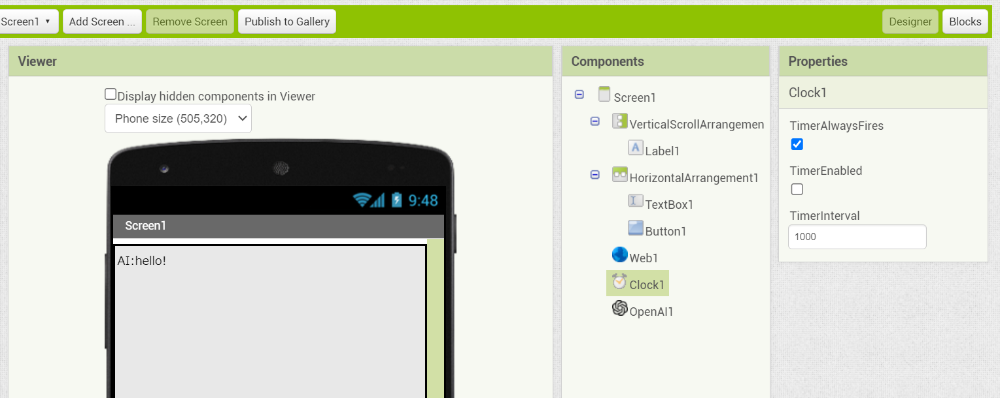 Screen1 ▾ Add Screen ... Remove Screen Publish to Gallery Designer Blocks
Viewer
Display hidden components in Viewer
Phone size (505,320)
9:48
Screen1
AI:hello!
Components
Screen1
VerticalScrollArrangemen
Label1
HorizontalArrangement1
TextBox1
Button1
Web1
Clock1
OpenAI1
Properties
Clock1
TimerAlwaysFires
TimerEnabled
TimerInterval
1000